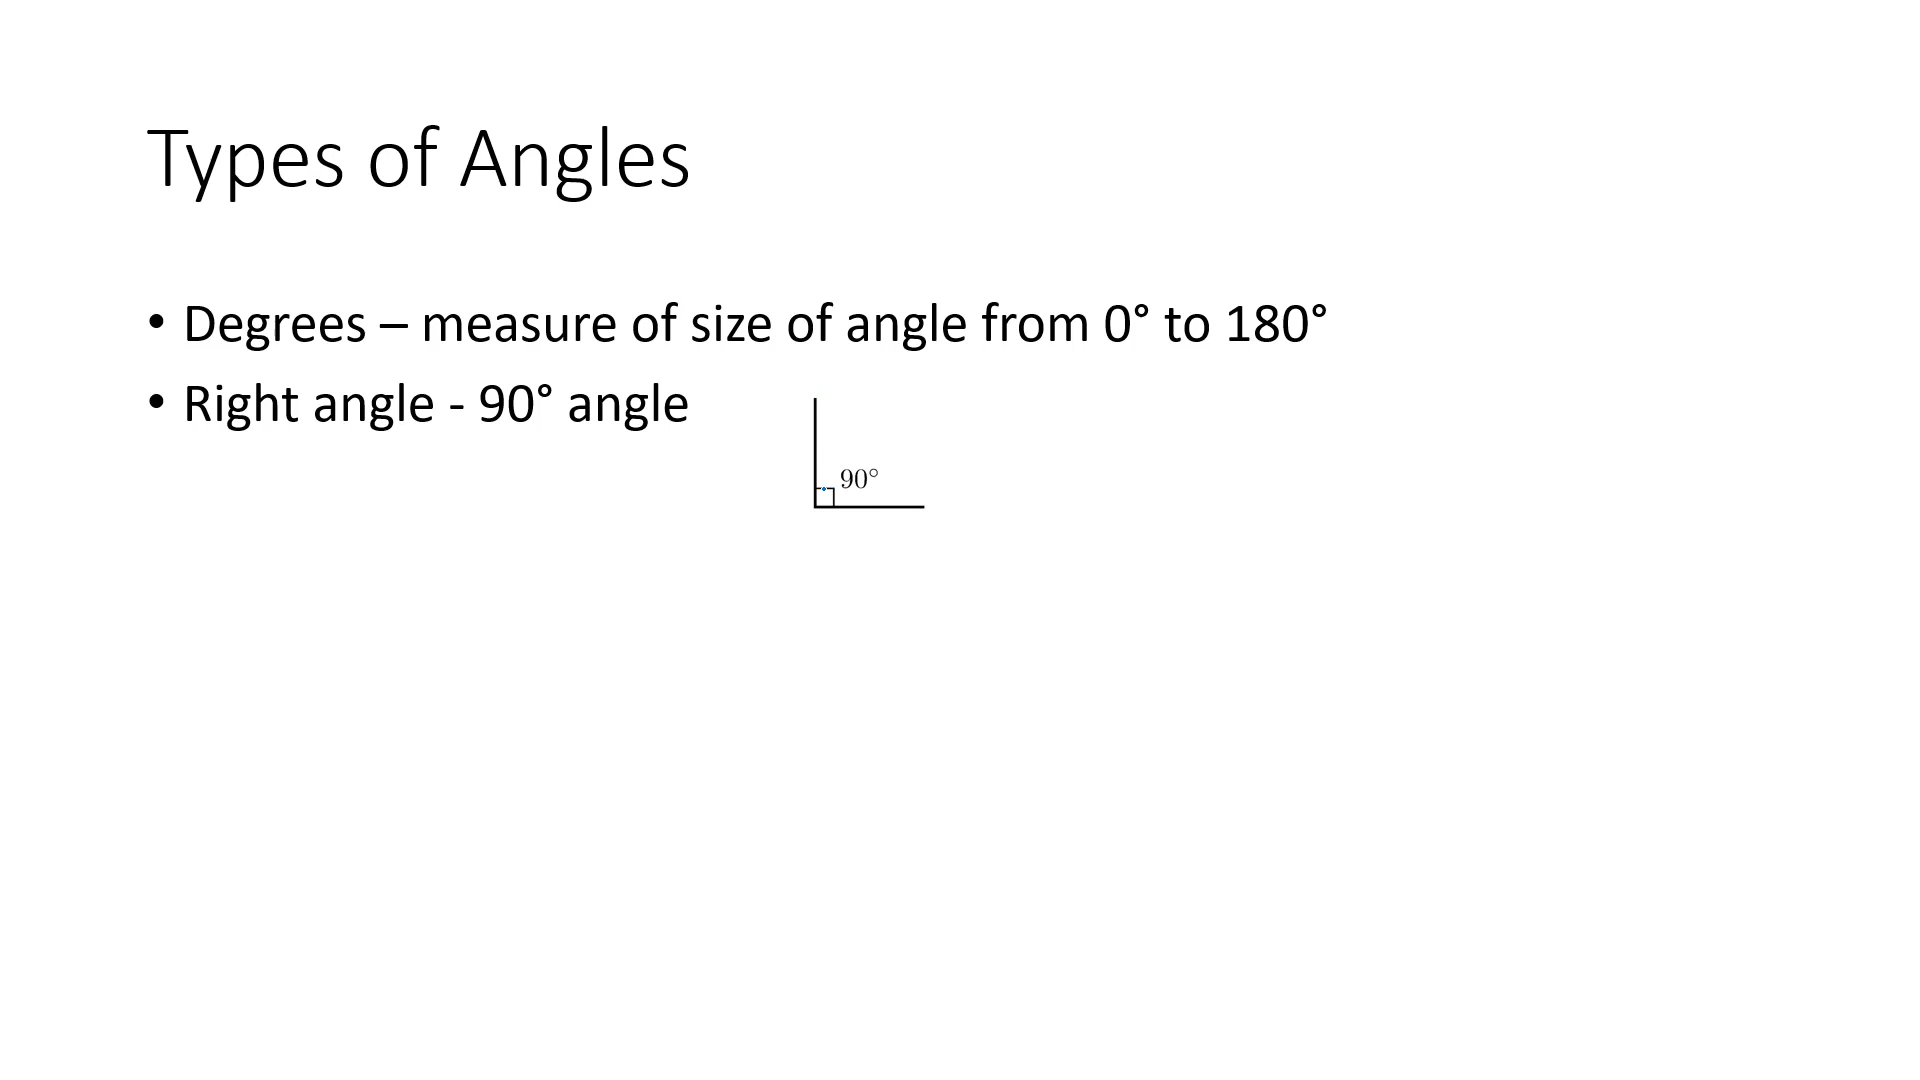 Types of Angles
• Degrees – measure of size of angle from 0° to 180°
• Right angle - 90° angle
90°